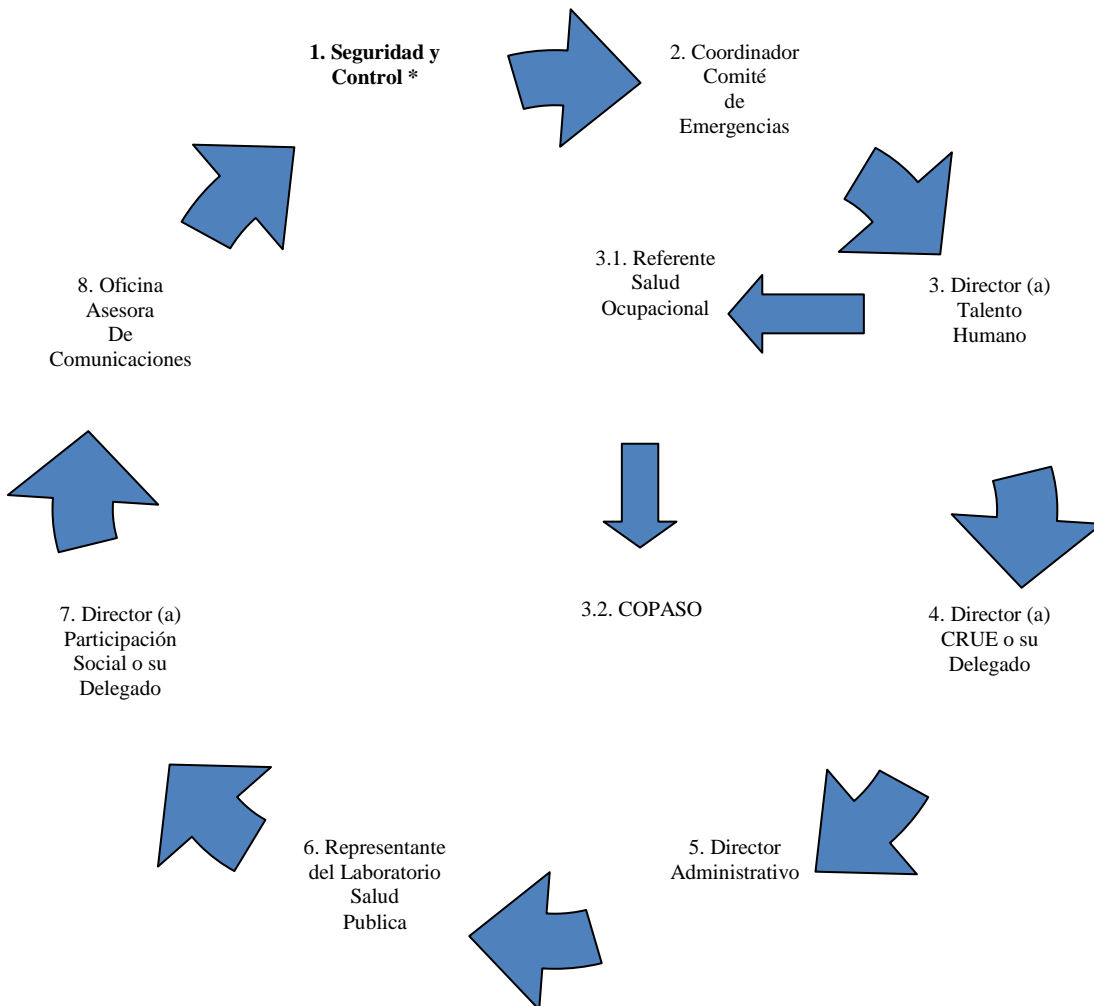 1. Seguridad y
Control *
2. Coordinador
Comité
de
Emergencias
3. Director (a)
Talento
Humano
3.1. Referente
Salud
Ocupacional
3.2. COPASO
4. Director (a)
CRUE o su
Delegado
5. Director
Administrativo
6. Representante
del Laboratorio
Salud
Publica
7. Director (a)
Participación
Social o su
Delegado
8. Oficina
Asesora
De
Comunicaciones